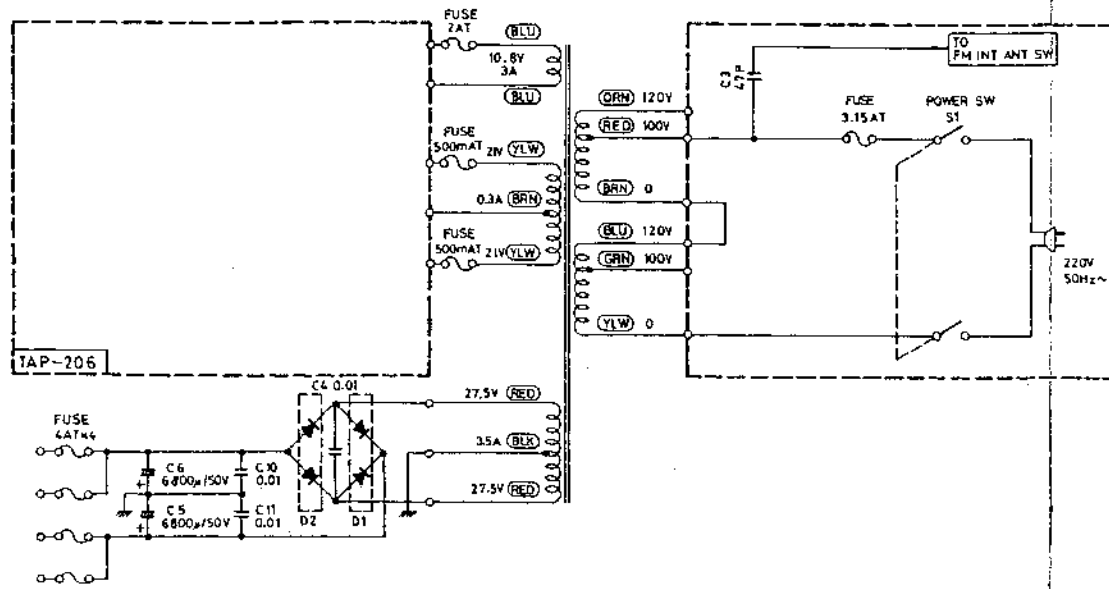 FUSE
2AT
BLU
10.8V
3A
BLU
FUSE
500mAT
21V YLW
0.3A BRN
FUSE
500mAT
21V YLW
TAP-206
TO
FM INT ANT SW
C3
47P
FUSE
3.15AT
POWER SW
S1
ORN 120V
RED 100V
BRN 0
BLU 120V
GRN 100V
YLW 0
220V
50Hz~
C4 0.01
27.5V RED
3.5A BLK
27.5V RED
FUSE
4AT×4
C6
6800μ/50V
C10
0.01
C5
6800μ/50V
C11
0.01
+
+
D2
D1